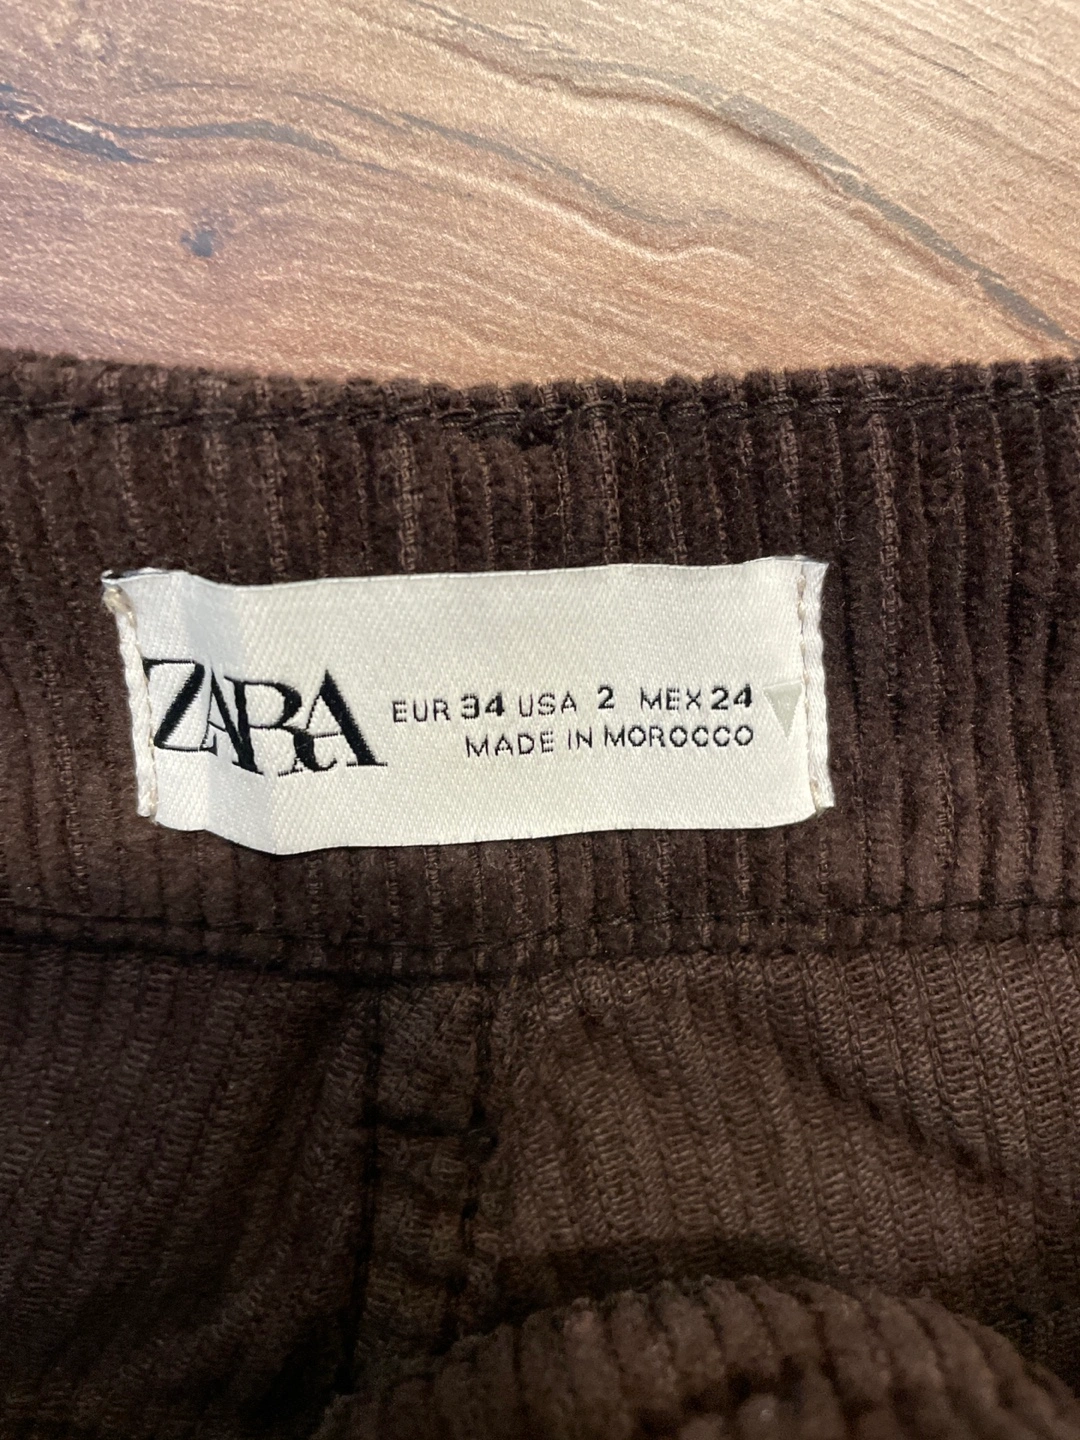 ZARA
EUR 34 USA 2 MEX 24
MADE IN MOROCCO